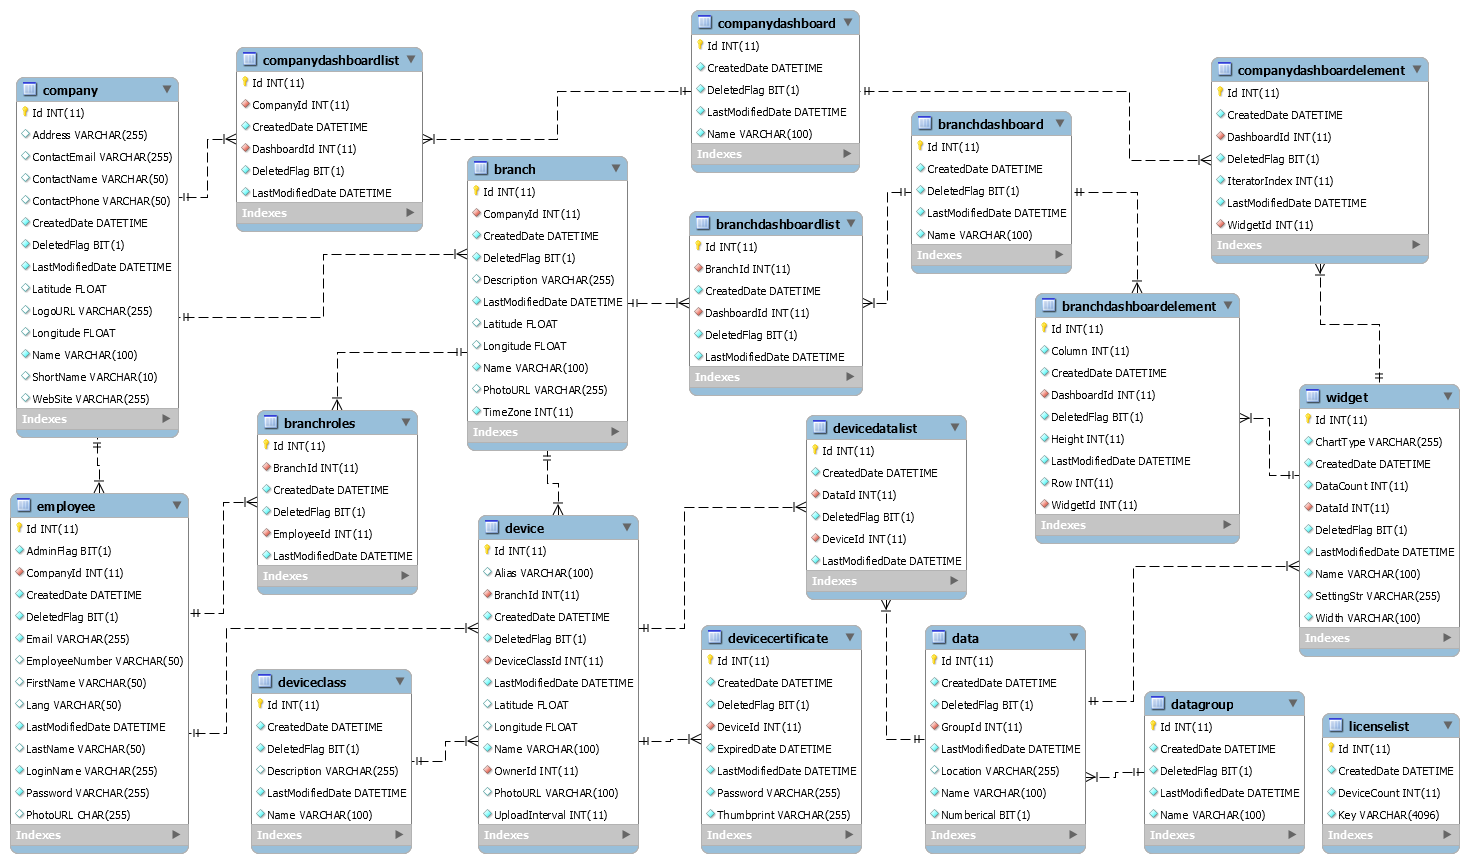 company
Id INT(11)
Address VARCHAR(255)
ContactEmail VARCHAR(255)
ContactName VARCHAR(50)
ContactPhone VARCHAR(50)
CreatedDate DATETIME
DeletedFlag BIT(1)
LastModifiedDate DATETIME
Latitude FLOAT
LogoURL VARCHAR(255)
Longitude FLOAT
Name VARCHAR(100)
ShortName VARCHAR(10)
WebSite VARCHAR(255)
Indexes
companydashboardlist
Id INT(11)
CompanyId INT(11)
CreatedDate DATETIME
DashboardId INT(11)
DeletedFlag BIT(1)
LastModifiedDate DATETIME
Indexes
companydashboard
Id INT(11)
CreatedDate DATETIME
DeletedFlag BIT(1)
LastModifiedDate DATETIME
Name VARCHAR(100)
Indexes
companydashboardelement
Id INT(11)
CreatedDate DATETIME
DashboardId INT(11)
DeletedFlag BIT(1)
IteratorIndex INT(11)
LastModifiedDate DATETIME
WidgetId INT(11)
Indexes
branch
Id INT(11)
CompanyId INT(11)
CreatedDate DATETIME
DeletedFlag BIT(1)
Description VARCHAR(255)
LastModifiedDate DATETIME
Latitude FLOAT
Longitude FLOAT
Name VARCHAR(100)
PhotoURL VARCHAR(255)
TimeZone INT(11)
Indexes
branchdashboardlist
Id INT(11)
BranchId INT(11)
CreatedDate DATETIME
DashboardId INT(11)
DeletedFlag BIT(1)
LastModifiedDate DATETIME
Indexes
branchdashboard
Id INT(11)
CreatedDate DATETIME
DeletedFlag BIT(1)
LastModifiedDate DATETIME
Name VARCHAR(100)
Indexes
branchdashboardelement
Id INT(11)
Column INT(11)
CreatedDate DATETIME
DashboardId INT(11)
DeletedFlag BIT(1)
Height INT(11)
LastModifiedDate DATETIME
Row INT(11)
WidgetId INT(11)
Indexes
widget
Id INT(11)
ChartType VARCHAR(255)
CreatedDate DATETIME
DataCount INT(11)
DataId INT(11)
DeletedFlag BIT(1)
LastModifiedDate DATETIME
Name VARCHAR(100)
SettingStr VARCHAR(255)
Width VARCHAR(100)
Indexes
branchroles
Id INT(11)
BranchId INT(11)
CreatedDate DATETIME
DeletedFlag BIT(1)
EmployeeId INT(11)
LastModifiedDate DATETIME
Indexes
devicedatalist
Id INT(11)
CreatedDate DATETIME
DataId INT(11)
DeletedFlag BIT(1)
DeviceId INT(11)
LastModifiedDate DATETIME
Indexes
employee
Id INT(11)
AdminFlag BIT(1)
CompanyId INT(11)
CreatedDate DATETIME
DeletedFlag BIT(1)
Email VARCHAR(255)
EmployeeNumber VARCHAR(50)
FirstName VARCHAR(50)
Lang VARCHAR(50)
LastModifiedDate DATETIME
LastName VARCHAR(50)
LoginName VARCHAR(255)
Password VARCHAR(255)
PhotoURL CHAR(255)
Indexes
deviceclass
Id INT(11)
CreatedDate DATETIME
DeletedFlag BIT(1)
Description VARCHAR(255)
LastModifiedDate DATETIME
Name VARCHAR(100)
Indexes
device
Id INT(11)
Alias VARCHAR(100)
BranchId INT(11)
CreatedDate DATETIME
DeletedFlag BIT(1)
DeviceClassId INT(11)
LastModifiedDate DATETIME
Latitude FLOAT
Longitude FLOAT
Name VARCHAR(100)
OwnerId INT(11)
PhotoURL VARCHAR(100)
UploadInterval INT(11)
Indexes
devicecertificate
Id INT(11)
CreatedDate DATETIME
DeletedFlag BIT(1)
DeviceId INT(11)
ExpiredDate DATETIME
LastModifiedDate DATETIME
Password VARCHAR(255)
Thumbprint VARCHAR(255)
Indexes
data
Id INT(11)
CreatedDate DATETIME
DeletedFlag BIT(1)
GroupId INT(11)
LastModifiedDate DATETIME
Location VARCHAR(255)
Name VARCHAR(100)
Numberical BIT(1)
Indexes
datagroup
Id INT(11)
CreatedDate DATETIME
DeletedFlag BIT(1)
LastModifiedDate DATETIME
Name VARCHAR(100)
Indexes
licenselist
Id INT(11)
CreatedDate DATETIME
DeviceCount INT(11)
Key VARCHAR(4096)
Indexes